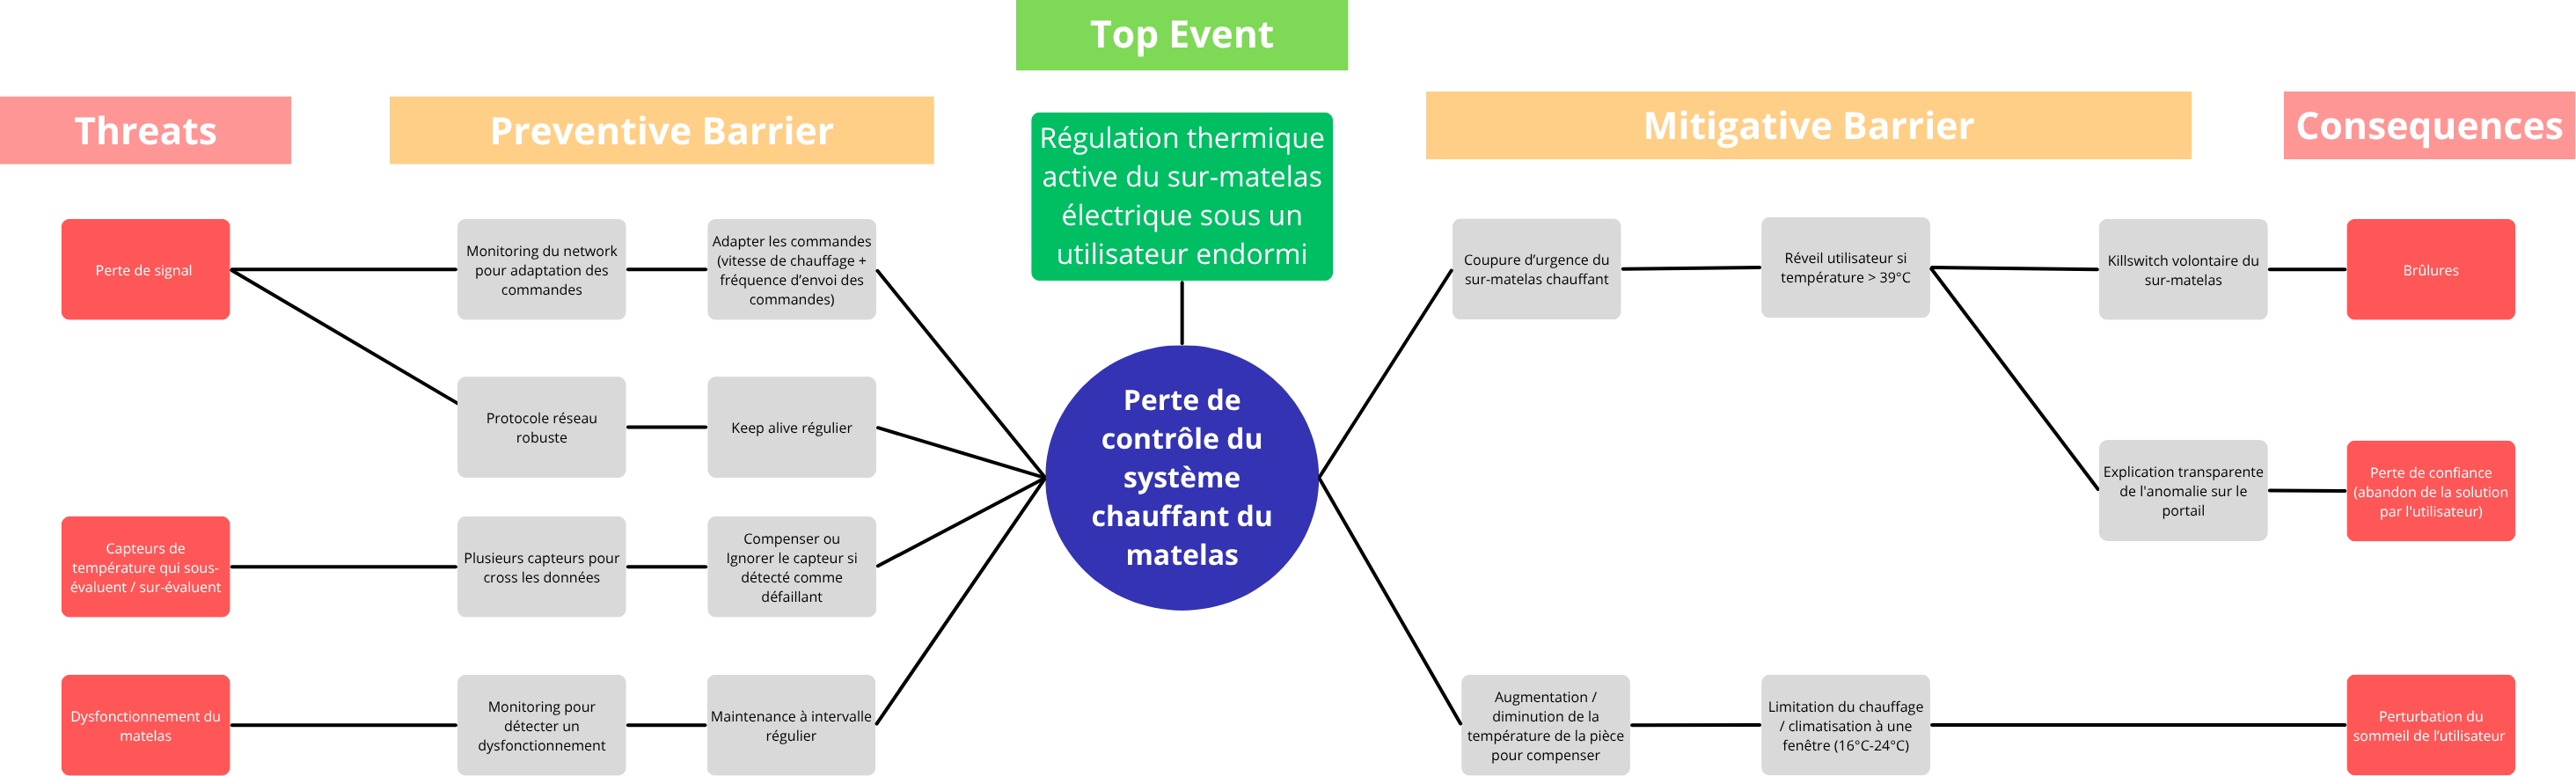 Top Event
Threats
Preventive Barrier
Mitigative Barrier
Consequences
Régulation thermique
active du sur-matelas
électrique sous un
utilisateur endormi
Perte de signal
Monitoring du network
pour adaptation des
commandes
Adapter les commandes
(vitesse de chauffage +
fréquence d’envoi des
commandes)
Protocole réseau
robuste
Keep alive régulier
Capteurs de
température qui sous-
évaluent / sur-évaluent
Plusieurs capteurs pour
cross les données
Compenser ou
Ignorer le capteur si
détecté comme
défaillant
Dysfonctionnement du
matelas
Monitoring pour
détecter un
dysfonctionnement
Maintenance à intervalle
régulier
Perte de
contrôle du
système
chauffant du
matelas
Coupure d’urgence du
sur-matelas chauffant
Réveil utilisateur si
température > 39°C
Killswitch volontaire du
sur-matelas
Brûlures
Explication transparente
de l'anomalie sur le
portail
Perte de confiance
(abandon de la solution
par l'utilisateur)
Augmentation /
diminution de la
température de la pièce
pour compenser
Limitation du chauffage
/ climatisation à une
fenêtre (16°C-24°C)
Perturbation du
sommeil de l’utilisateur